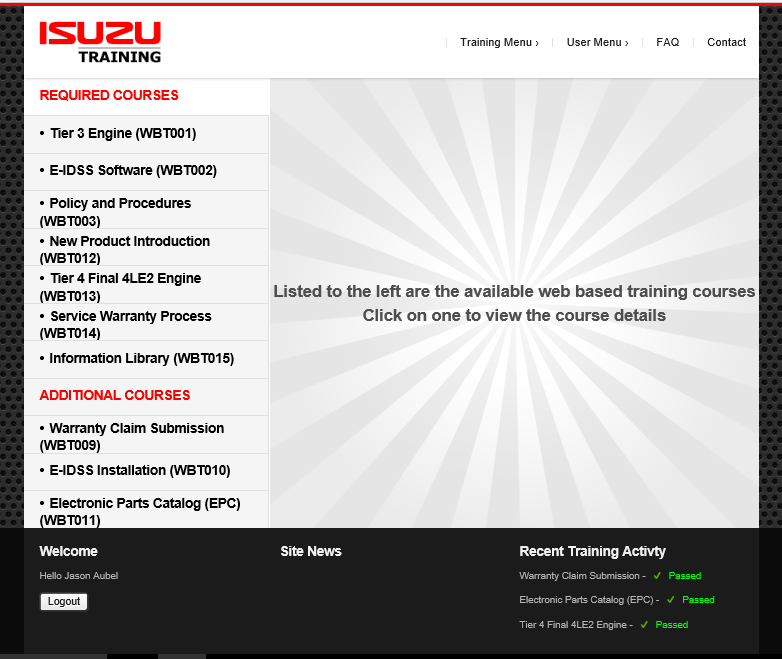 ISUZU
TRAINING
Training Menu ›
User Menu ›
FAQ
Contact
REQUIRED COURSES
• Tier 3 Engine (WBT001)
• E-IDSS Software (WBT002)
• Policy and Procedures
(WBT003)
• New Product Introduction
(WBT012)
• Tier 4 Final 4LE2 Engine
(WBT013)
• Service Warranty Process
(WBT014)
• Information Library (WBT015)
ADDITIONAL COURSES
• Warranty Claim Submission
(WBT009)
• E-IDSS Installation (WBT010)
• Electronic Parts Catalog (EPC)
(WBT011)
Listed to the left are the available web based training courses
Click on one to view the course details
Welcome
Hello Jason Aubel
Logout
Site News
Recent Training Activty
Warranty Claim Submission - ✓ Passed
Electronic Parts Catalog (EPC) - ✓ Passed
Tier 4 Final 4LE2 Engine - ✓ Passed